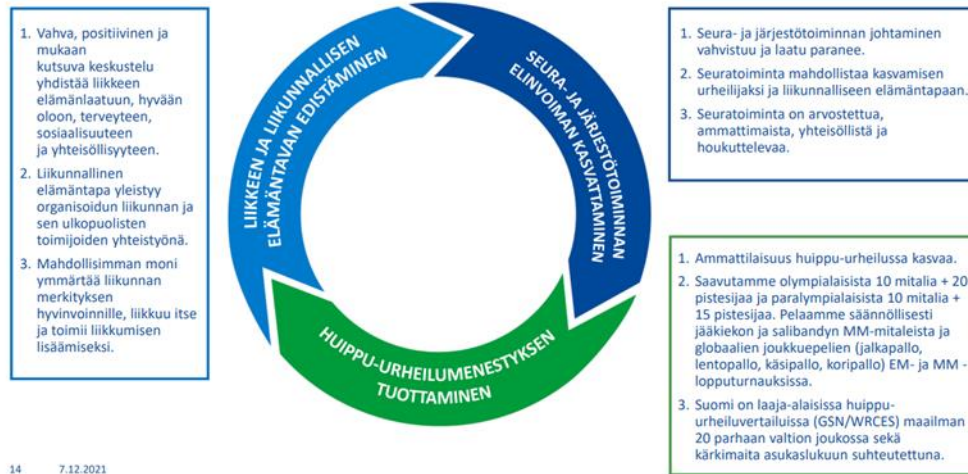 1. Vahva, positiivinen ja
mukaan
kutsuva keskustelu
yhdistää liikkeen
elämänlaatuun, hyvään
oloon, terveyteen,
sosiaalisuuteen
ja yhteisöllisyyteen.
2. Liikunnallinen
elämäntapa yleistyy
organisoidun liikunnan ja
sen ulkopuolisten
toimijoiden yhteistyönä.
3. Mahdollisimman moni
ymmärtää liikunnan
merkityksen
hyvinvoinnille, liikkuu itse
ja toimii liikkumisen
lisäämiseksi.
LIIKKEEN JA LIIKUNNALLISEN
ELÄMÄNTAVAN EDISTÄMINEN
SEURA- JA JÄRJESTÖTOIMINNAN
ELINVOIMAN KASVATTAMINEN
HUIPPU-URHEILUMENESTYKSEN
TUOTTAMINEN
1. Seura- ja järjestötoiminnan johtaminen
vahvistuu ja laatu paranee.
2. Seuratoiminta mahdollistaa kasvamisen
urheilijaksi ja liikunnalliseen elämäntapaan.
3. Seuratoiminta on arvostettua,
ammattimaista, yhteisöllistä ja
houkuttelevaa.
1. Ammattilaisuus huippu-urheilussa kasvaa.
2. Saavutamme olympialaisista 10 mitalia + 20
pistesijaa ja paralympialaisista 10 mitalia +
15 pistesijaa. Pelaamme säännöllisesti
jääkiekon ja salibandyn MM-mitaleista ja
globaalien joukkuepelien (jalkapallo,
lentopallo, käsipallo, koripallo) EM- ja MM -
lopputurnauksissa.
3. Suomi on laaja-alaisissa huippu-
urheiluvertailuissa (GSN/WRCES) maailman
20 parhaan valtion joukossa sekä
kärkimaita asukaslukuun suhteutettuna.
14 7.12.2021